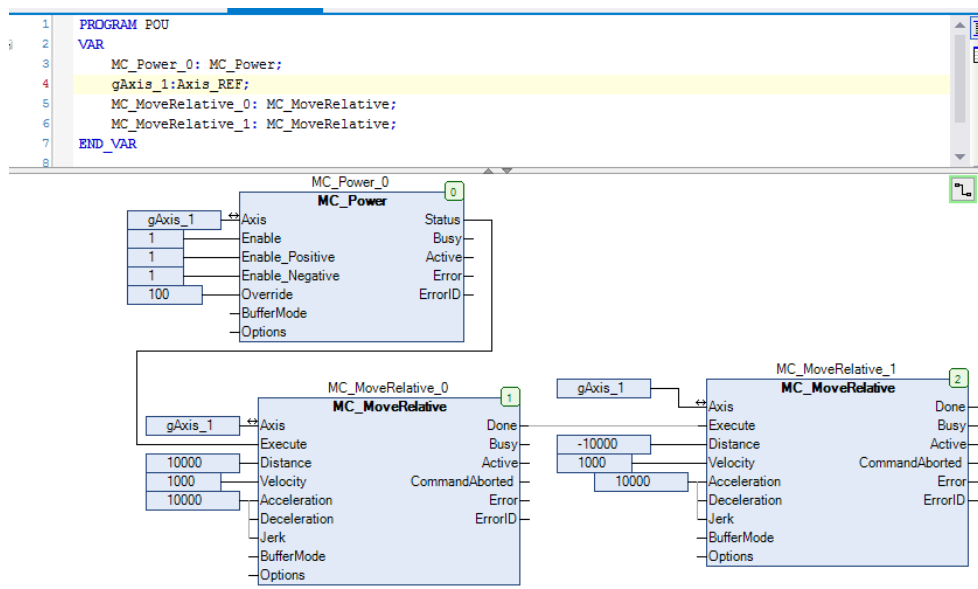 1 PROGRAM POU
2 VAR
3 MC_Power_0: MC_Power;
4 gAxis_1:Axis_REF;
5 MC_MoveRelative_0: MC_MoveRelative;
6 MC_MoveRelative_1: MC_MoveRelative;
7 END_VAR
8
MC_Power_0
0
MC_Power
gAxis_1 Axis Status
1 Enable Busy
1 Enable_Positive Active
1 Enable_Negative Error
100 Override ErrorID
BufferMode
Options
MC_MoveRelative_0
1
MC_MoveRelative
gAxis_1 Axis Done
Execute Busy
10000 Distance Active
1000 Velocity CommandAborted
10000 Acceleration Error
Deceleration ErrorID
Jerk
BufferMode
Options
MC_MoveRelative_1
2
MC_MoveRelative
gAxis_1 Axis Done
Execute Busy
-10000 Distance Active
1000 Velocity CommandAborted
10000 Acceleration Error
Deceleration ErrorID
Jerk
BufferMode
Options